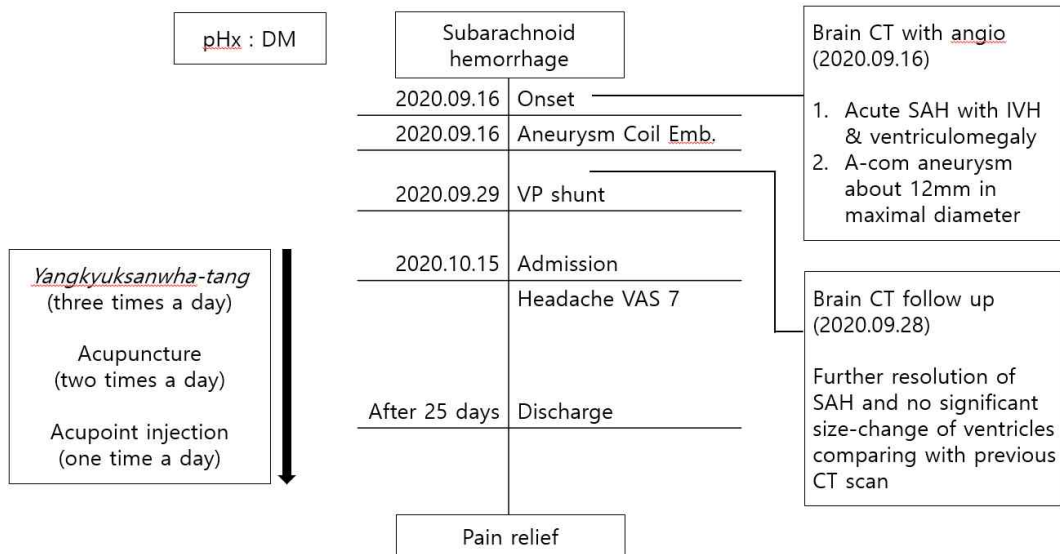 pHx : DM
Subarachnoid
hemorrhage
2020.09.16 Onset
2020.09.16 Aneurysm Coil Emb.
2020.09.29 VP shunt
2020.10.15 Admission
Headache VAS 7
After 25 days Discharge
Pain relief
Brain CT with angio
(2020.09.16)
1. Acute SAH with IVH
& ventriculomegaly
2. A-com aneurysm
about 12mm in
maximal diameter
Brain CT follow up
(2020.09.28)
Further resolution of
SAH and no significant
size-change of ventricles
comparing with previous
CT scan
Yangkyuksanwha-tang
(three times a day)
Acupuncture
(two times a day)
Acupoint injection
(one time a day)